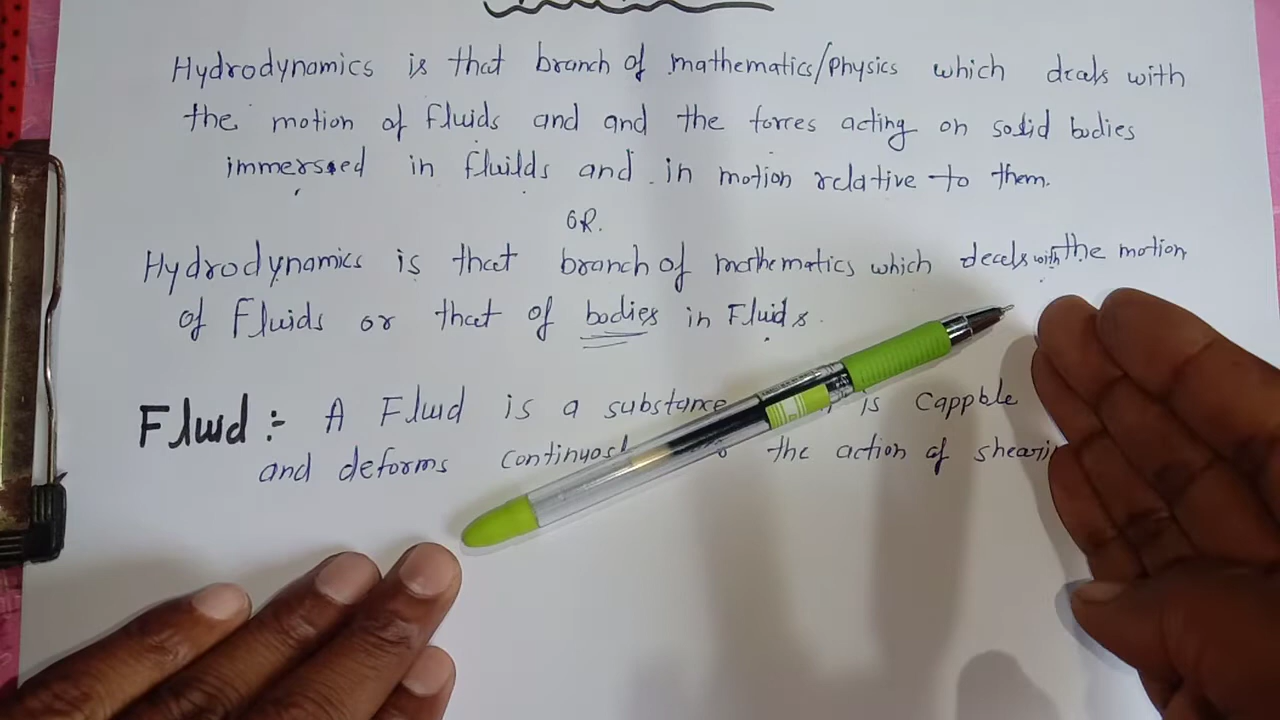 Hydrodynamics is that branch of mathematics/Physics which deals with
the motion of Fluids and and the forces acting on solid bodies
immersed in fluilds and in motion relative to them.
OR.
Hydrodynamics is that branch of mathematics which deals with the motion
of Fluids or that of bodies in Fluids.
Fluid :- A Fluid is a substance is Cappble
and deforms the action of